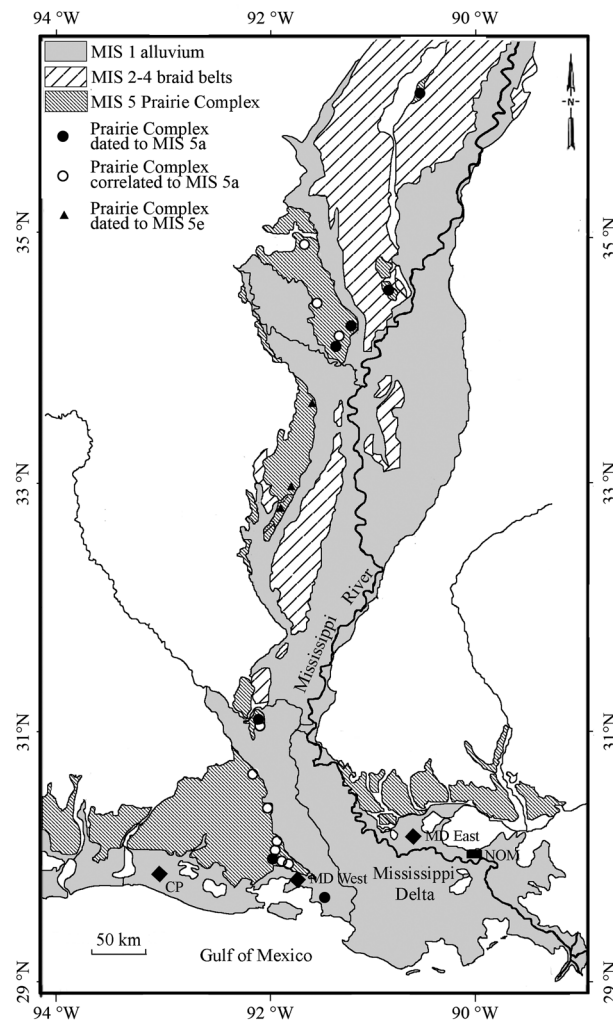 94 °W
92 °W
90 °W
MIS 1 alluvium
MIS 2-4 braid belts
MIS 5 Prairie Complex
Prairie Complex
dated to MIS 5a
Prairie Complex
correlated to MIS 5a
Prairie Complex
dated to MIS 5e
N
35 °N
35 °N
33 °N
33 °N
Mississippi River
31°N
31°N
MD East
NOM
CP
MD West
Mississippi
Delta
50 km
Gulf of Mexico
29 °N
29 °N
94 °W
92 °W
90 °W